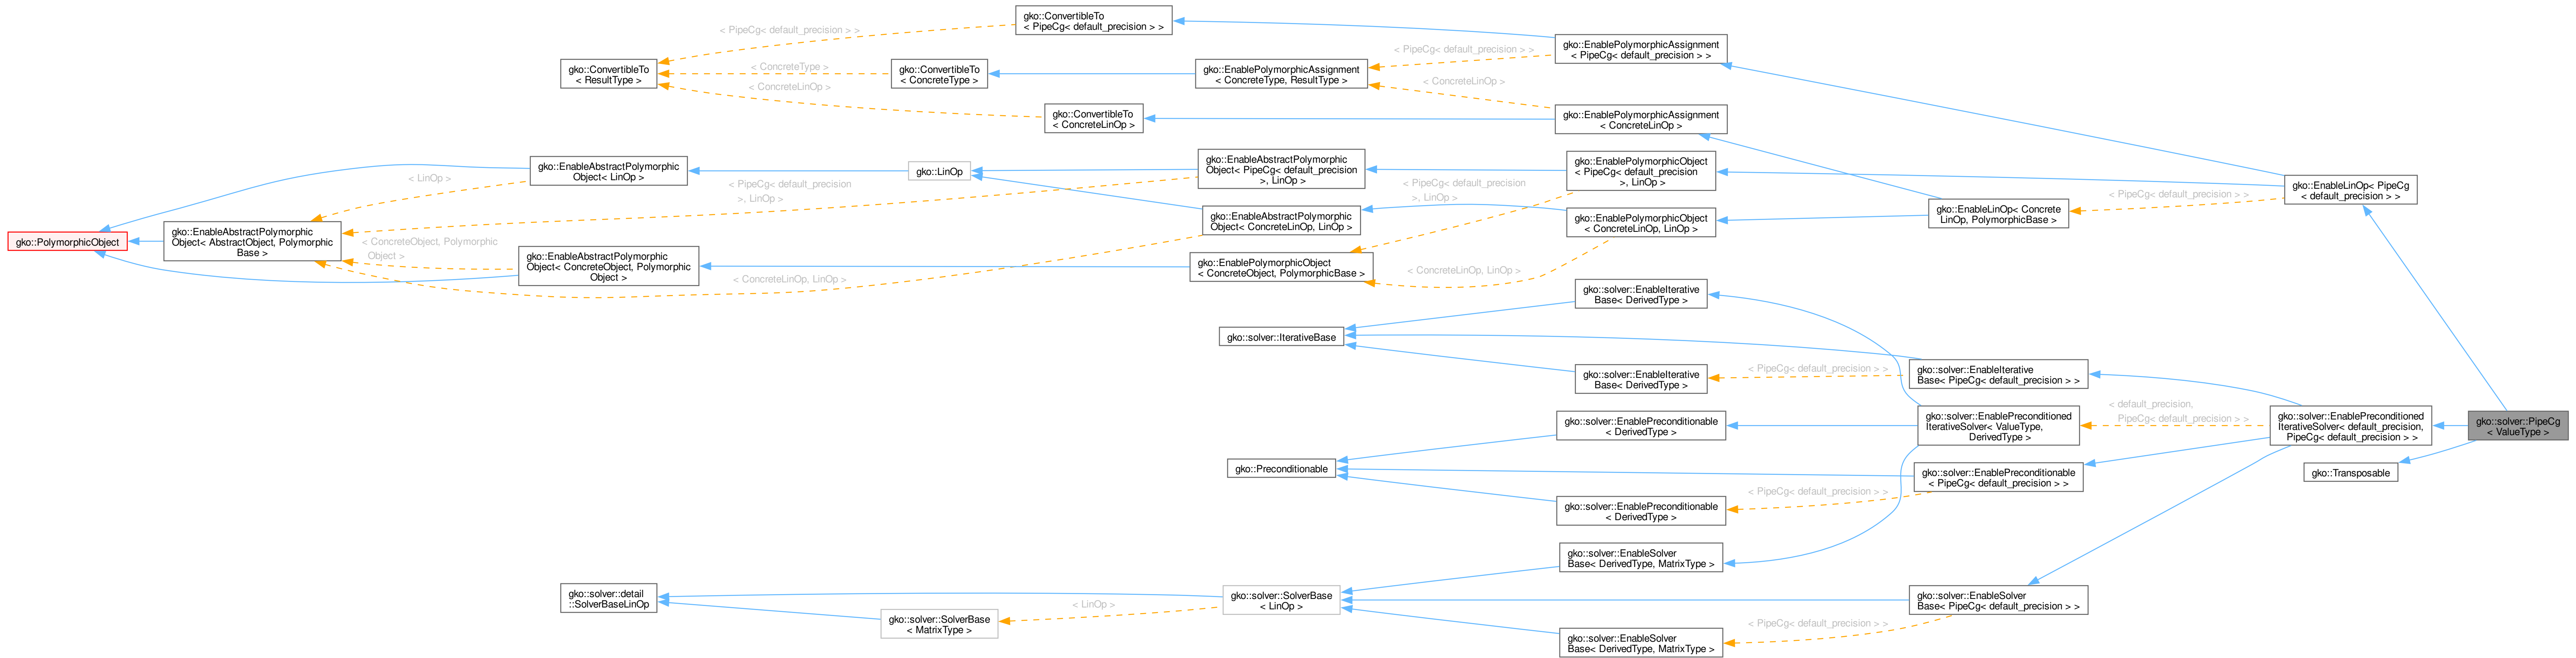 gko::ConvertibleTo
< PipeCg< default_precision > >
< PipeCg< default_precision > >
gko::EnablePolymorphicAssignment
< PipeCg< default_precision > >
< PipeCg< default_precision > >
gko::ConvertibleTo
< ResultType >
< ConcreteType >
gko::ConvertibleTo
< ConcreteType >
gko::EnablePolymorphicAssignment
< ConcreteType, ResultType >
< ConcreteLinOp >
< ConcreteLinOp >
gko::ConvertibleTo
< ConcreteLinOp >
gko::EnablePolymorphicAssignment
< ConcreteLinOp >
gko::EnableAbstractPolymorphic
Object< LinOp >
gko::LinOp
gko::EnableAbstractPolymorphic
Object< PipeCg< default_precision
>, LinOp >
gko::EnablePolymorphicObject
< PipeCg< default_precision
>, LinOp >
< LinOp >
< PipeCg< default_precision
>, LinOp >
< PipeCg< default_precision
>, LinOp >
gko::EnableLinOp< PipeCg
< default_precision > >
< PipeCg< default_precision > >
gko::EnableLinOp< Concrete
LinOp, PolymorphicBase >
gko::EnableAbstractPolymorphic
Object< ConcreteLinOp, LinOp >
gko::EnablePolymorphicObject
< ConcreteLinOp, LinOp >
gko::PolymorphicObject
gko::EnableAbstractPolymorphic
Object< AbstractObject, Polymorphic
Base >
< ConcreteObject, Polymorphic
Object >
gko::EnableAbstractPolymorphic
Object< ConcreteObject, Polymorphic
Object >
< ConcreteLinOp, LinOp >
gko::EnablePolymorphicObject
< ConcreteObject, PolymorphicBase >
< ConcreteLinOp, LinOp >
gko::solver::EnableIterative
Base< DerivedType >
gko::solver::IterativeBase
gko::solver::EnableIterative
Base< DerivedType >
< PipeCg< default_precision > >
gko::solver::EnableIterative
Base< PipeCg< default_precision > >
gko::solver::EnablePreconditionable
< DerivedType >
gko::solver::EnablePreconditioned
IterativeSolver< ValueType,
DerivedType >
< default_precision,
PipeCg< default_precision > >
gko::solver::EnablePreconditioned
IterativeSolver< default_precision,
PipeCg< default_precision > >
gko::solver::PipeCg
< ValueType >
gko::Preconditionable
gko::solver::EnablePreconditionable
< PipeCg< default_precision > >
gko::Transposable
< PipeCg< default_precision > >
gko::solver::EnablePreconditionable
< DerivedType >
gko::solver::EnableSolver
Base< DerivedType, MatrixType >
gko::solver::detail
::SolverBaseLinOp
gko::solver::SolverBase
< MatrixType >
< LinOp >
gko::solver::SolverBase
< LinOp >
gko::solver::EnableSolver
Base< PipeCg< default_precision > >
< PipeCg< default_precision > >
gko::solver::EnableSolver
Base< DerivedType, MatrixType >